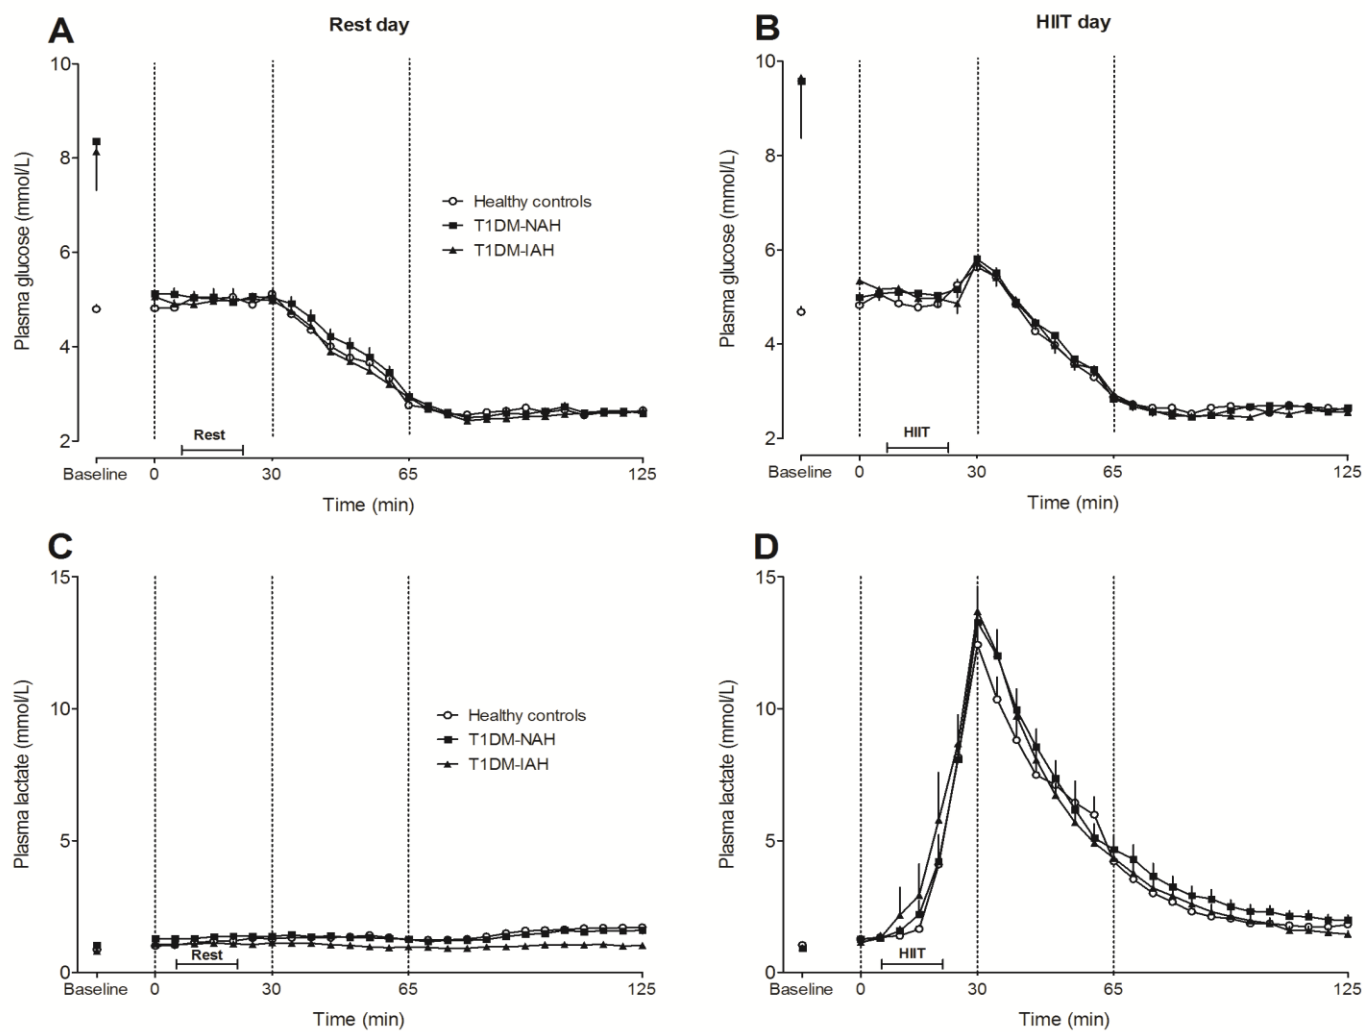 A
Rest day
B
HIIT day
10
8
6
4
2
Plasma glucose (mmol/L)
Healthy controls
T1DM-NAH
T1DM-IAH
Rest
Baseline 0 30 65 125
Time (min)
10
8
6
4
2
Plasma glucose (mmol/L)
HIIT
Baseline 0 30 65 125
Time (min)
C
15
10
5
0
Plasma lactate (mmol/L)
Healthy controls
T1DM-NAH
T1DM-IAH
Rest
Baseline 0 30 65 125
Time (min)
D
15
10
5
0
Plasma lactate (mmol/L)
HIIT
Baseline 0 30 65 125
Time (min)